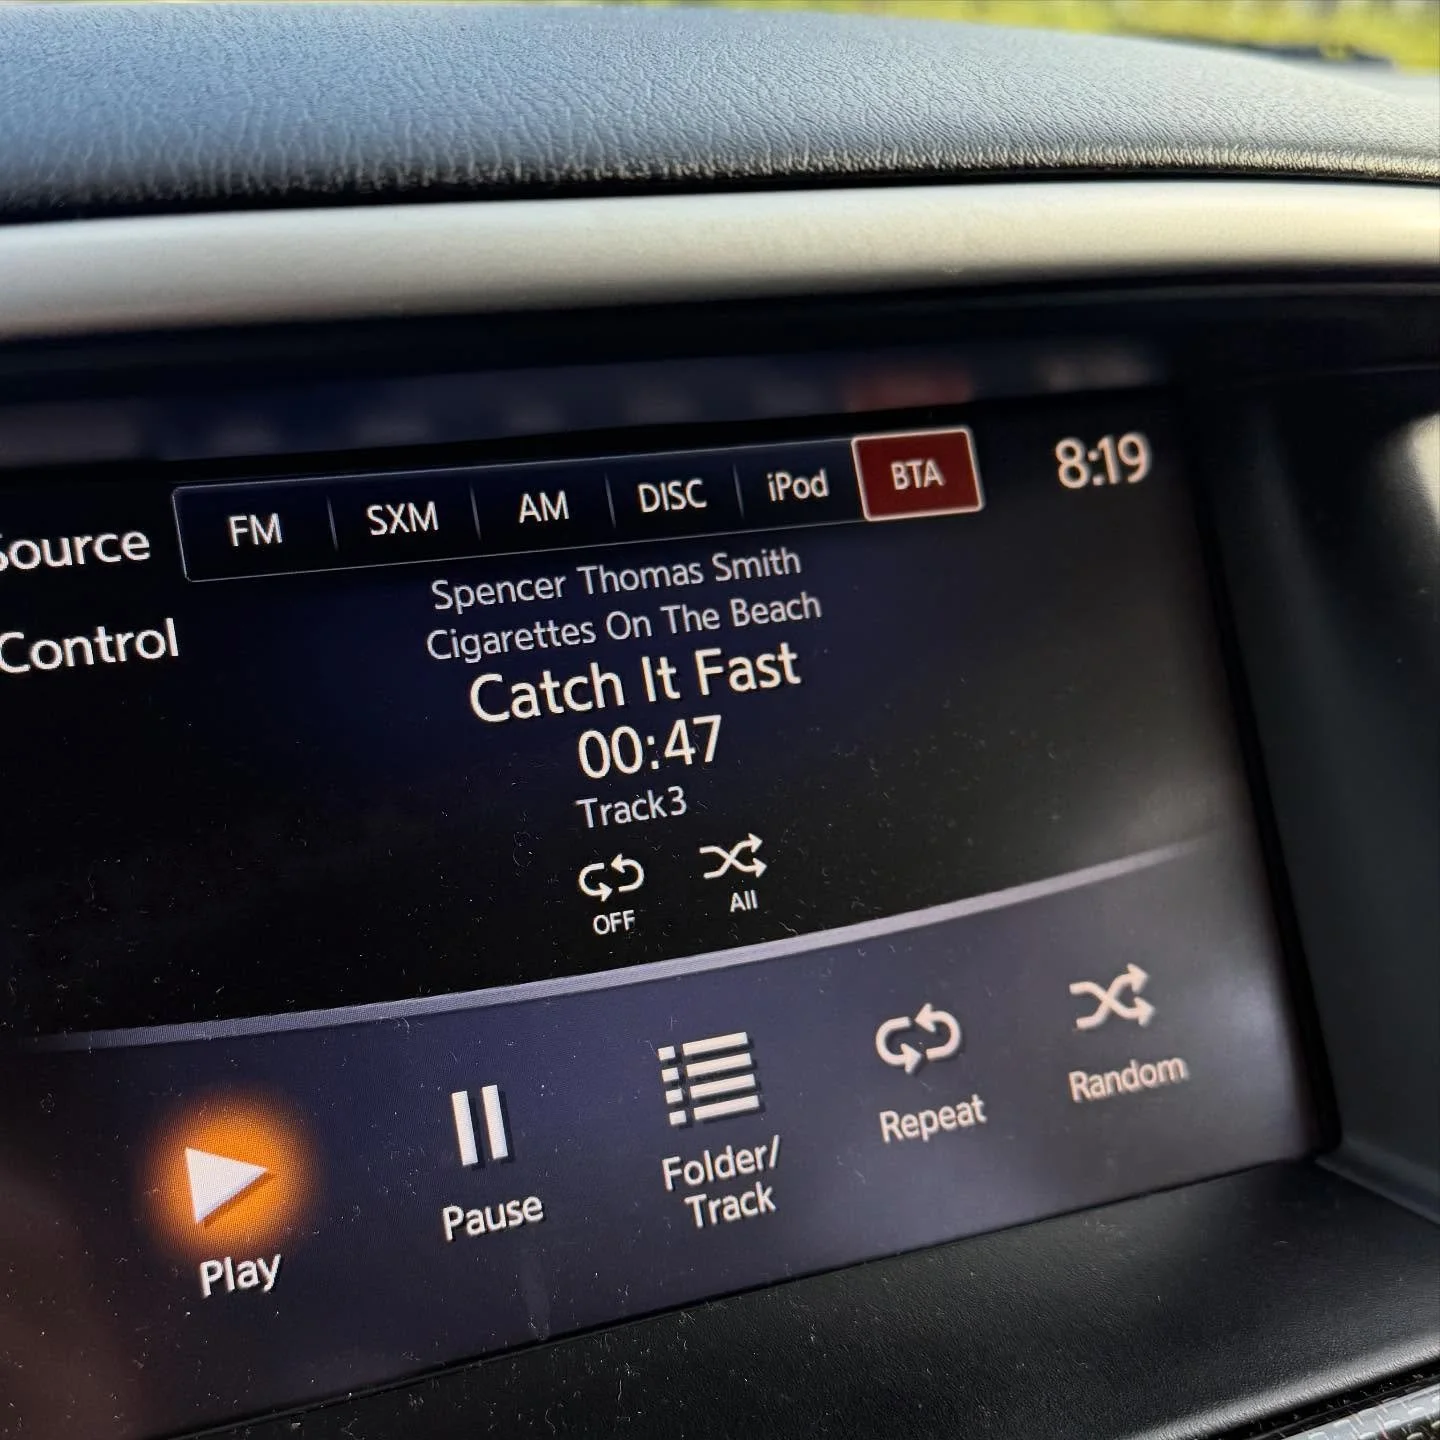 Source FM SXM AM DISC iPod BTA 8:19
Spencer Thomas Smith
Cigarettes On The Beach
Control
Catch It Fast
00:47
Track3
OFF All
Play Pause Folder/ Repeat Random
Track